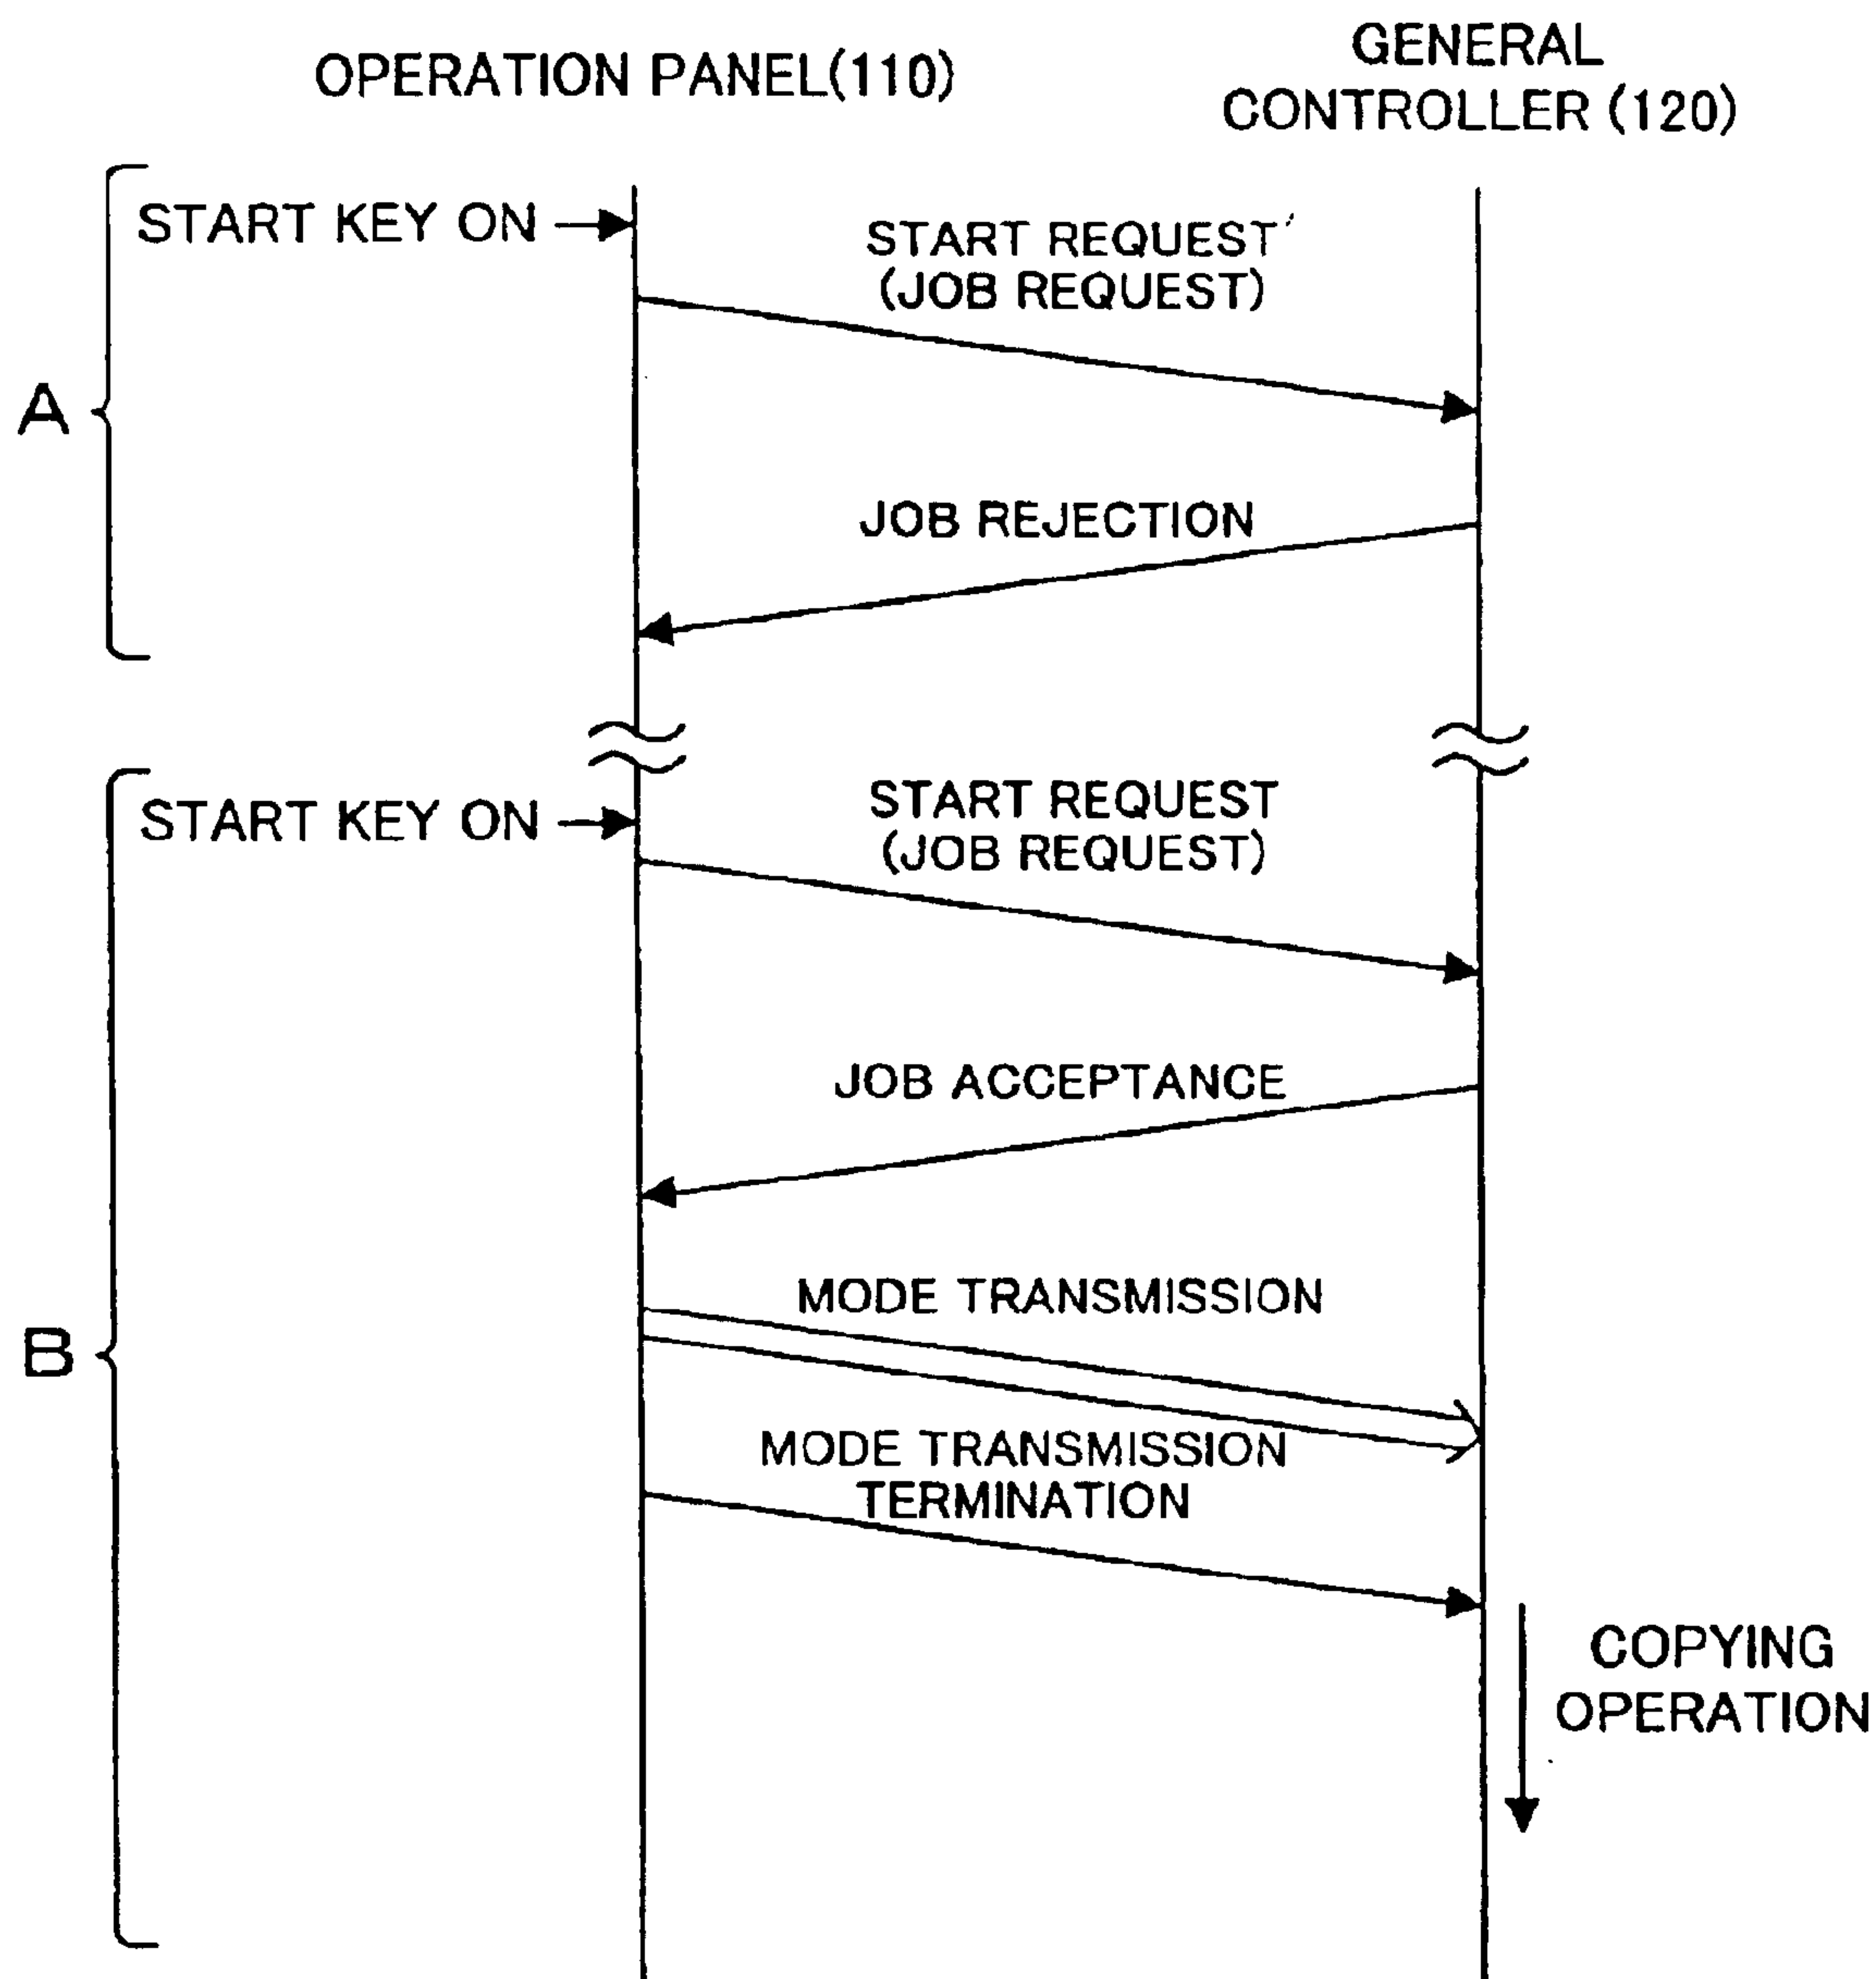 OPERATION PANEL(110)
GENERAL
CONTROLLER (120)
START KEY ON
START REQUEST
(JOB REQUEST)
A
JOB REJECTION
START KEY ON
START REQUEST
(JOB REQUEST)
JOB ACCEPTANCE
MODE TRANSMISSION
B
MODE TRANSMISSION
TERMINATION
COPYING
OPERATION